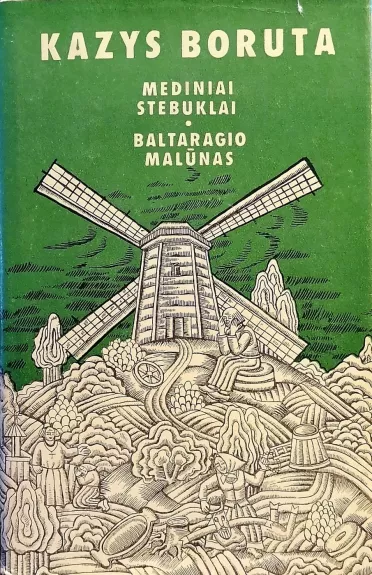 KAZYS BORUTA
MEDINIAI
STEBUKLAI
•
BALTARAGIO
MALŪNAS